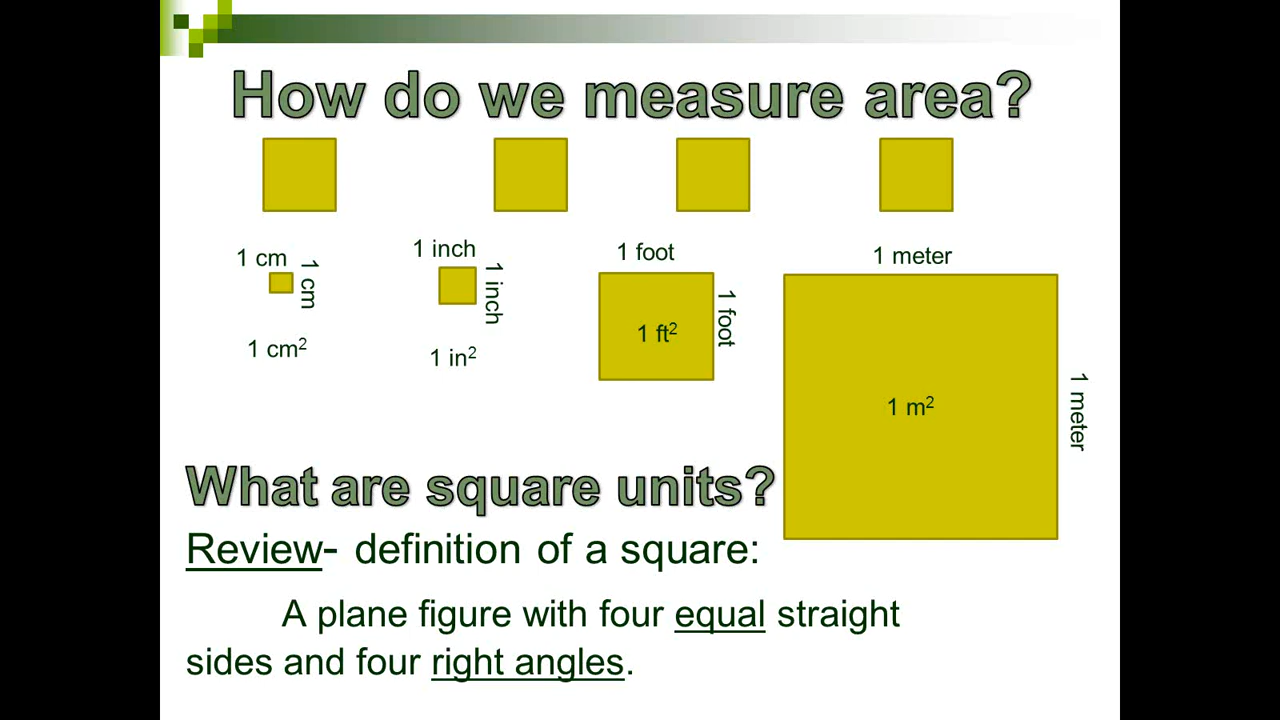 How do we measure area?
1 cm
1 cm
1 cm²
1 inch
1 inch
1 in²
1 foot
1 foot
1 ft²
1 meter
1 meter
1 m²
What are square units?
Review- definition of a square:
A plane figure with four equal straight
sides and four right angles.